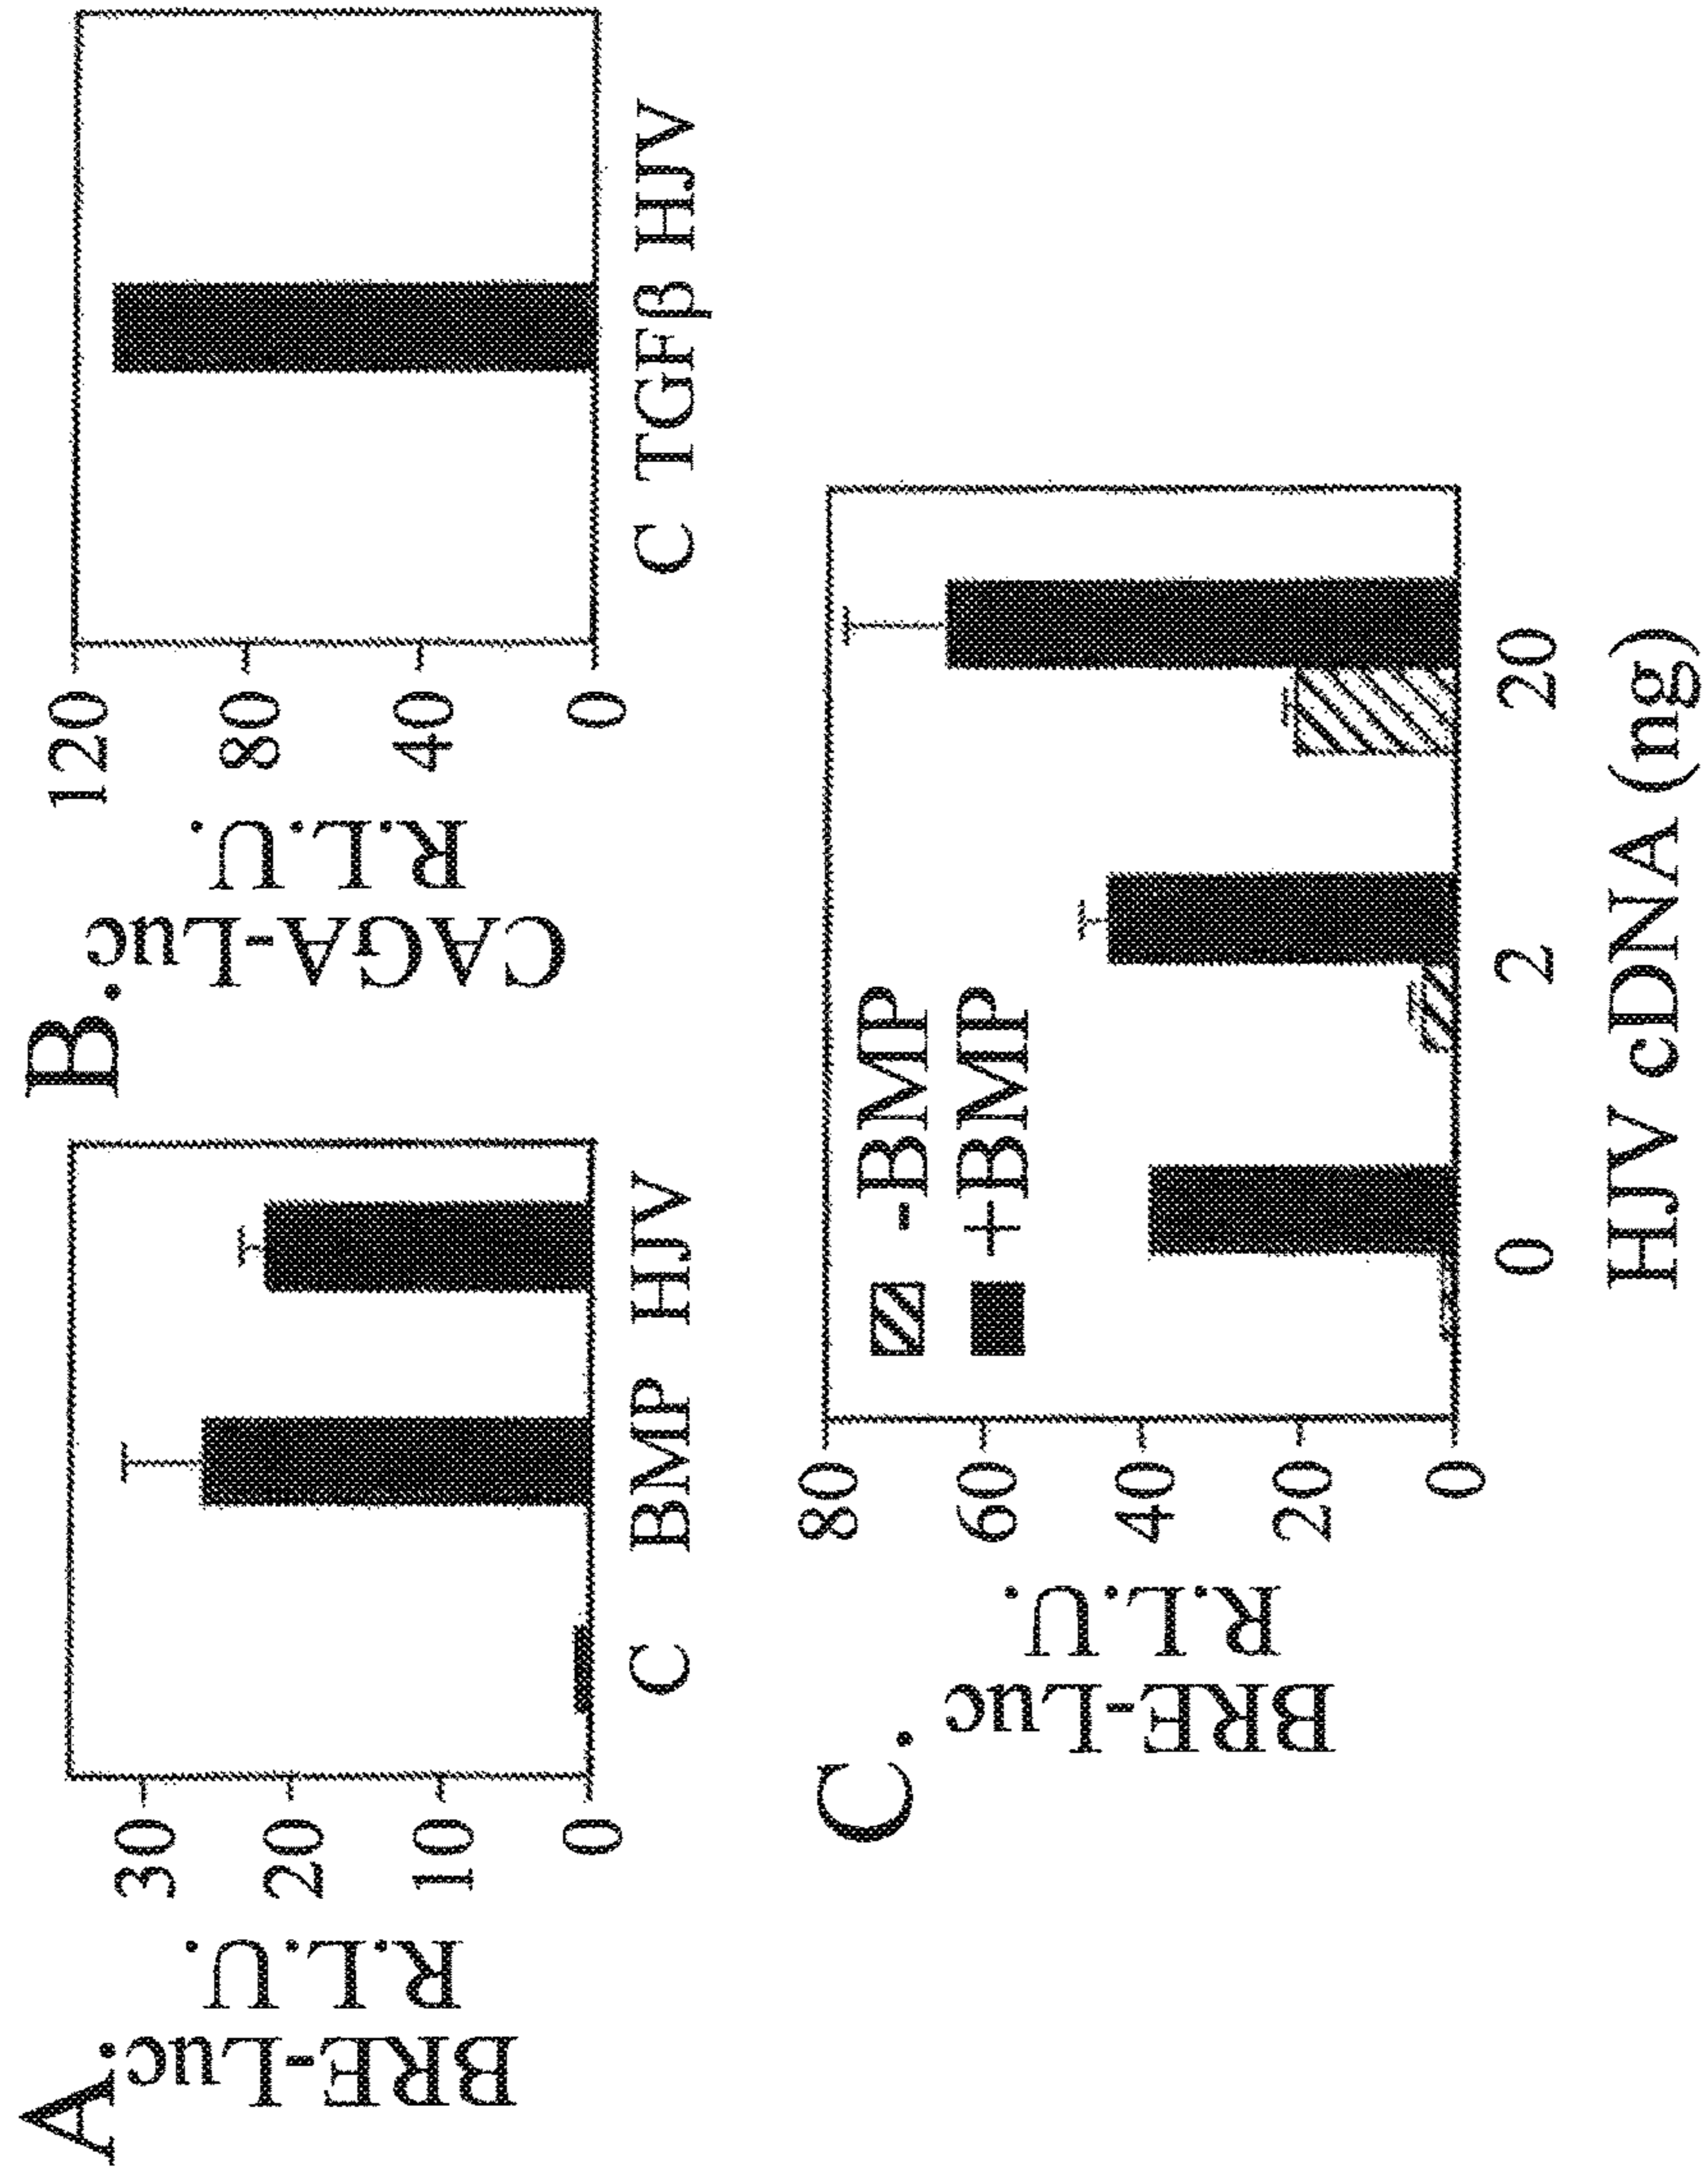 A.
BRE-Luc
R.L.U.
30
20
10
0
C BMP HJV
B.
CAGA-Luc
R.L.U.
120
80
40
0
C TGFβ HJV
C.
BRE-Luc
R.L.U.
80
60
40
20
0
-BMP
+BMP
0 2 20
HJV cDNA (ng)